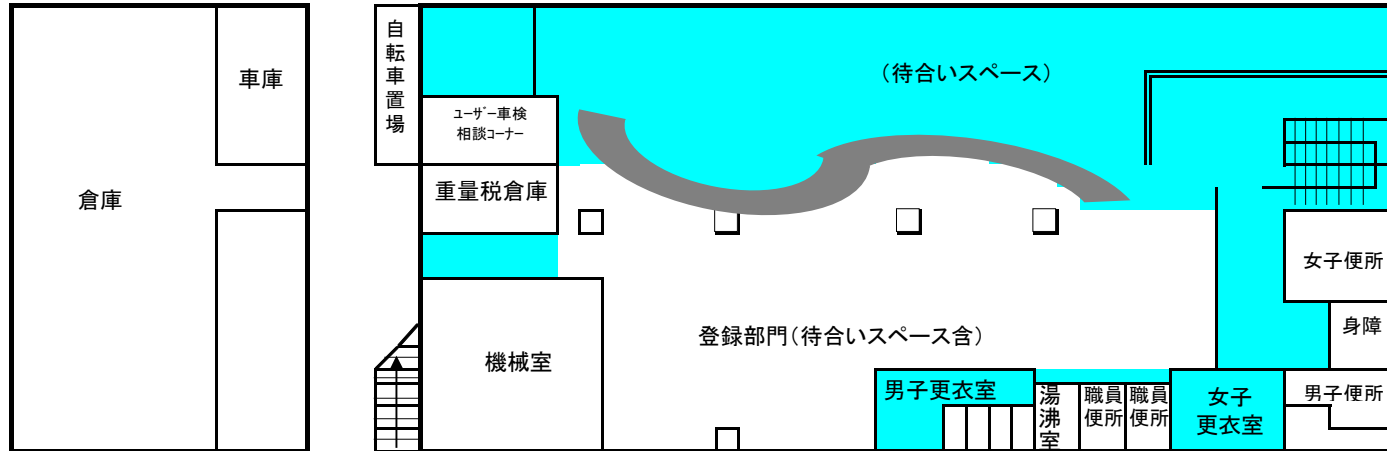 自転車置場
車庫
(待合いスペース)
ユーザー車検
相談コーナー
倉庫
重量税倉庫
女子便所
身障
登録部門(待合いスペース含)
機械室
男子更衣室
湯沸室
職員
便所
職員
便所
女子
更衣室
男子便所